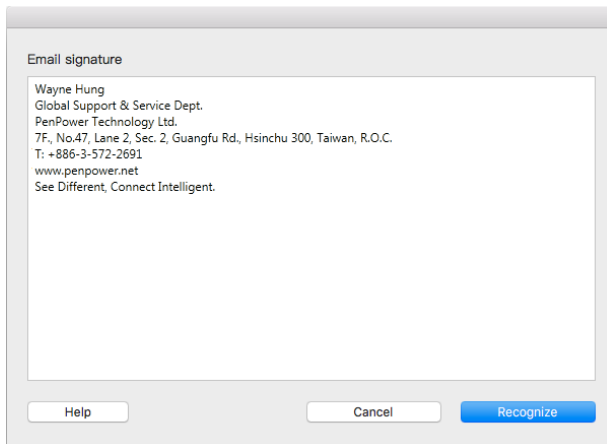 Email signature
Wayne Hung
Global Support & Service Dept.
PenPower Technology Ltd.
7F., No.47, Lane 2, Sec. 2, Guangfu Rd., Hsinchu 300, Taiwan, R.O.C.
T: +886-3-572-2691
www.penpower.net
See Different, Connect Intelligent.
Help
Cancel
Recognize